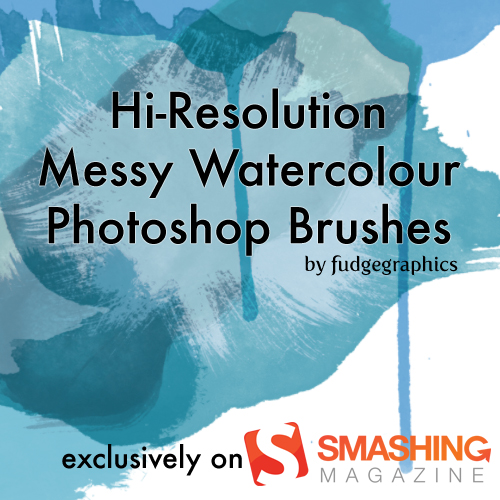 Hi-Resolution
Messy Watercolour
Photoshop Brushes
by fudgegraphics
exclusively on
SMASHING
MAGAZINE